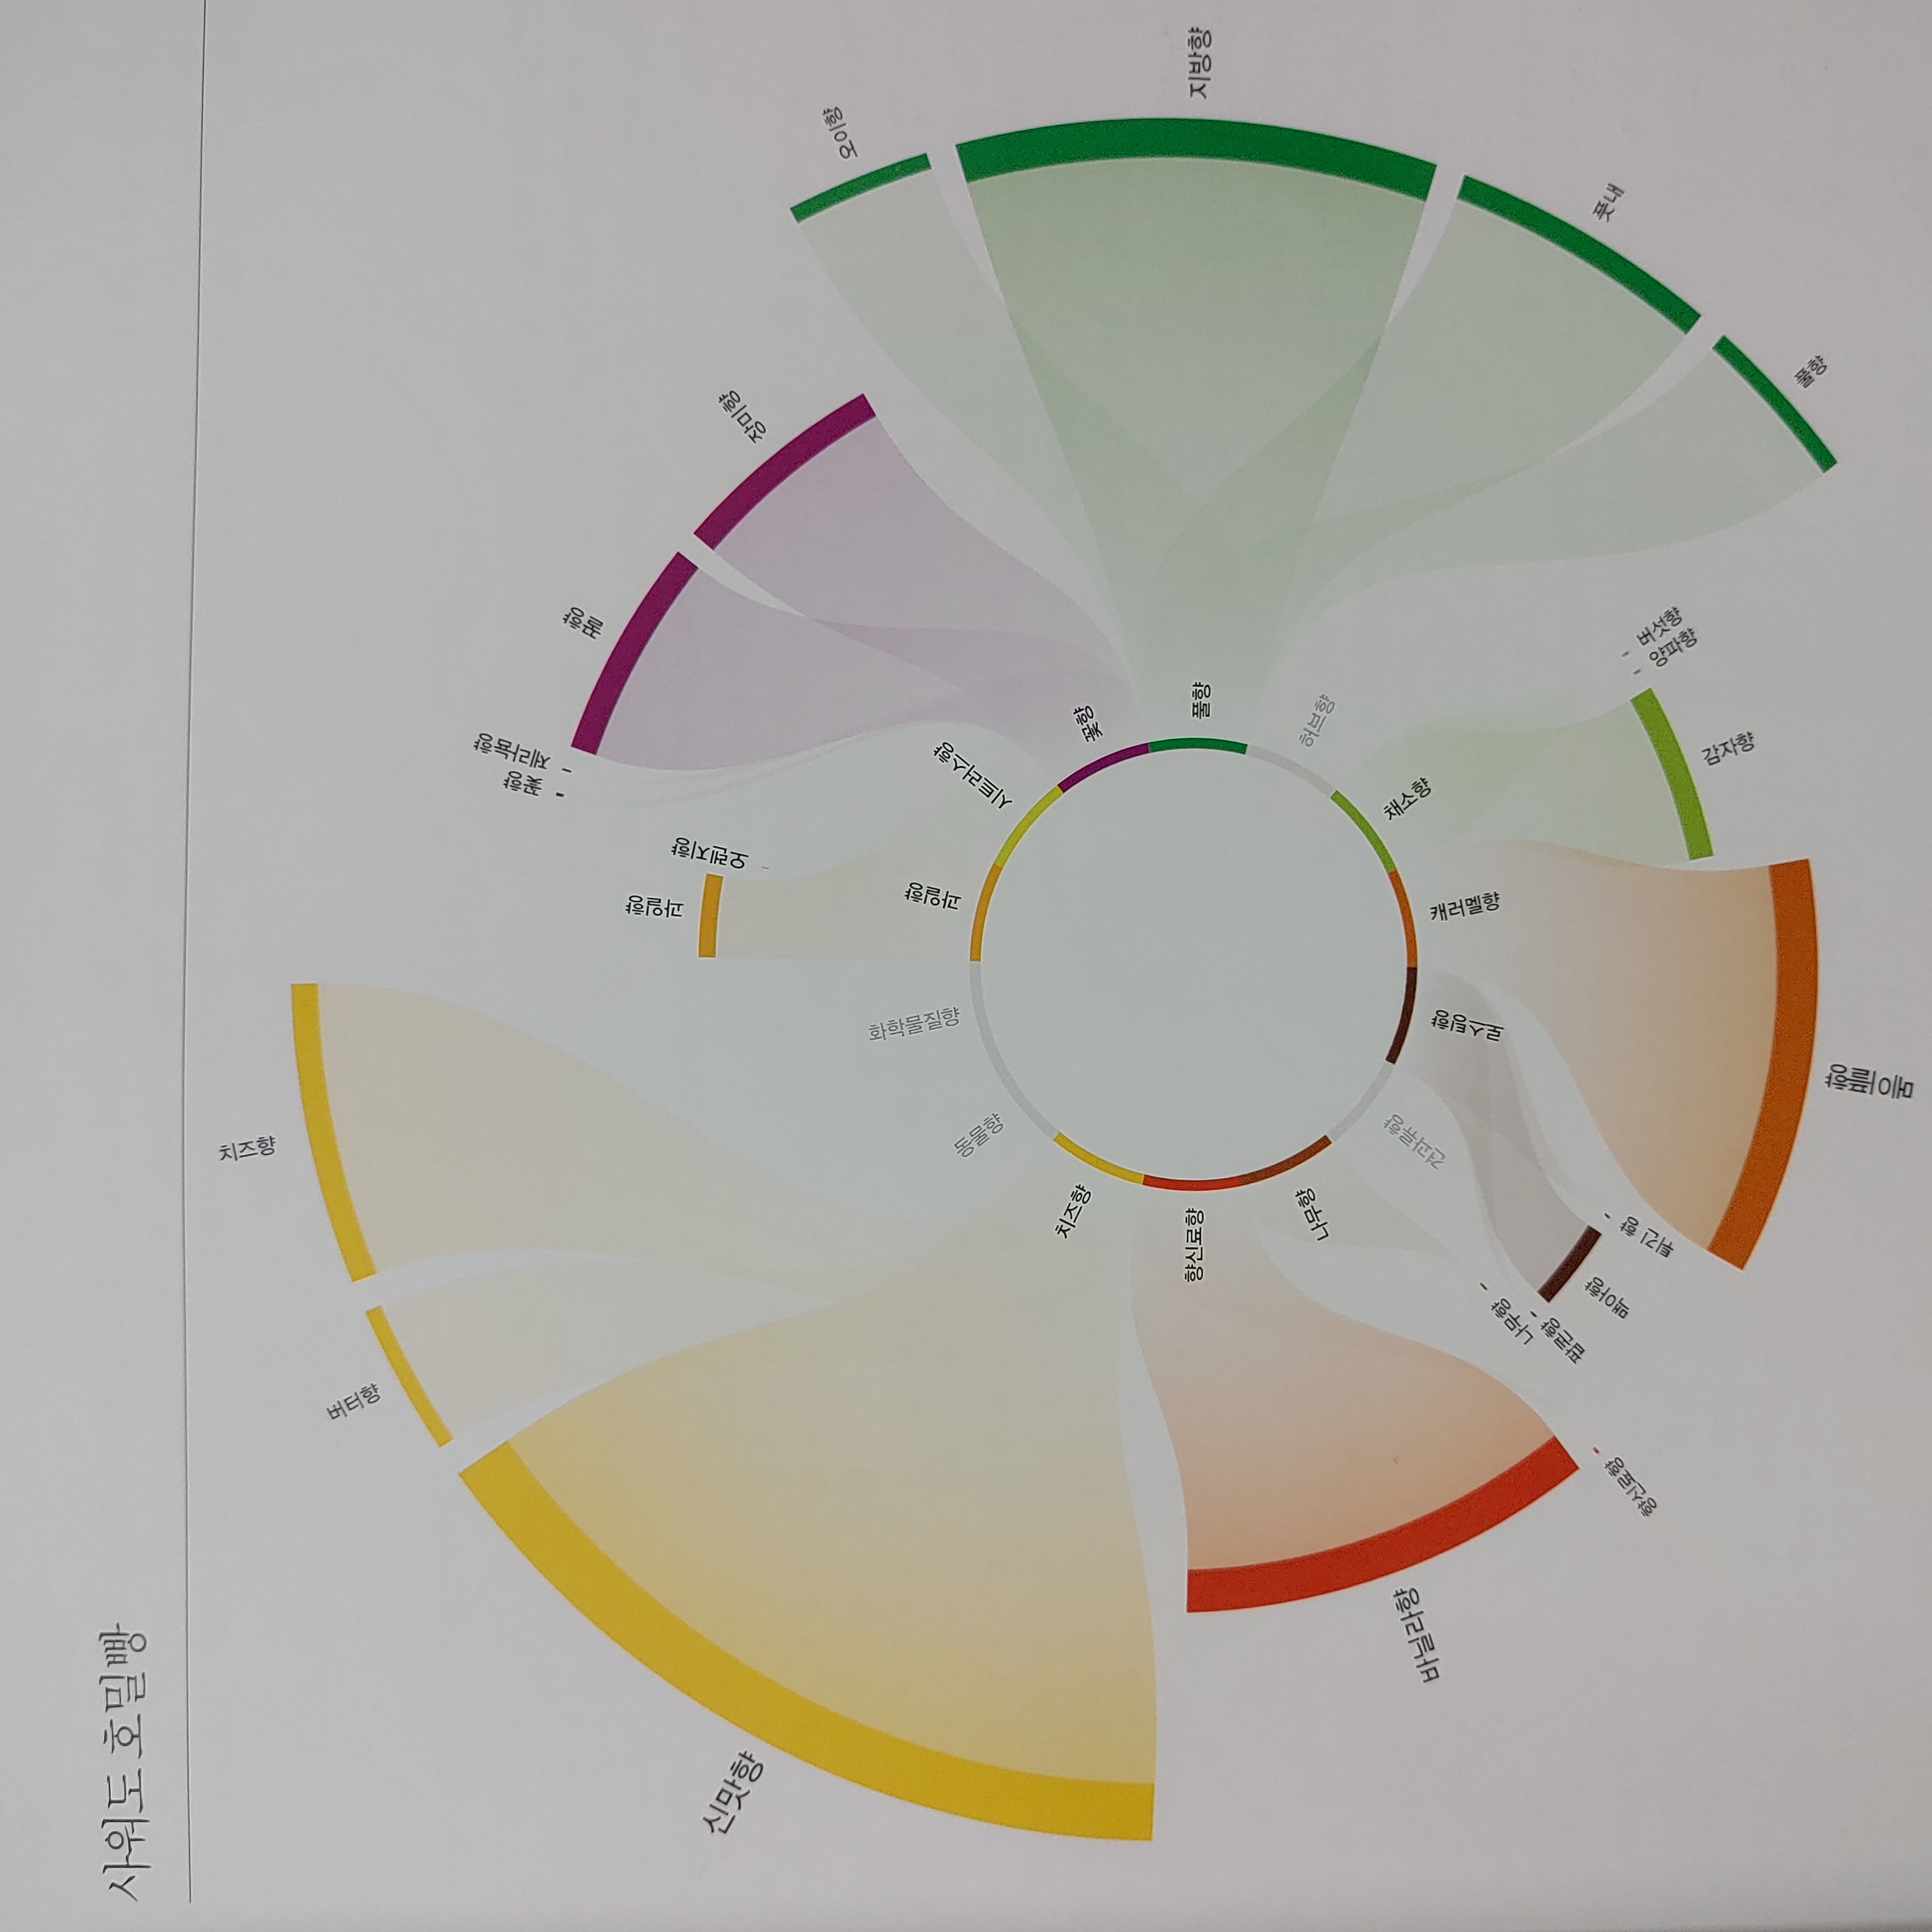 사워도 호밀빵
치즈향
버터향
신맛향
꽃향
제라늄향
꿀향
장미향
과일향
오렌지향
오이향
지방향
풋내
풀향
화학물질향
동물향
과일향
시트러스향
꽃향
풀향
허브향
채소향
캐러멜향
로스팅향
견과류향
나무향
향신료향
치즈향
바닐라향
향신료향
나무향
팝콘향
맥아향
튀긴 향
메이플향
감자향
버섯향
양파향